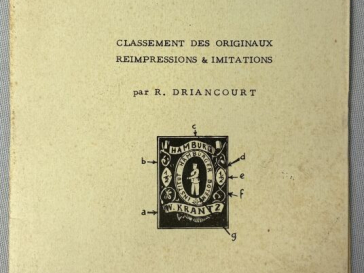 CLASSEMENT DES ORIGINAUX
REIMPRESSIONS & IMITATIONS
par R. DRIANCOURT
c
HAMBURG
b
d
e
f
W. KRANTZ
a
g